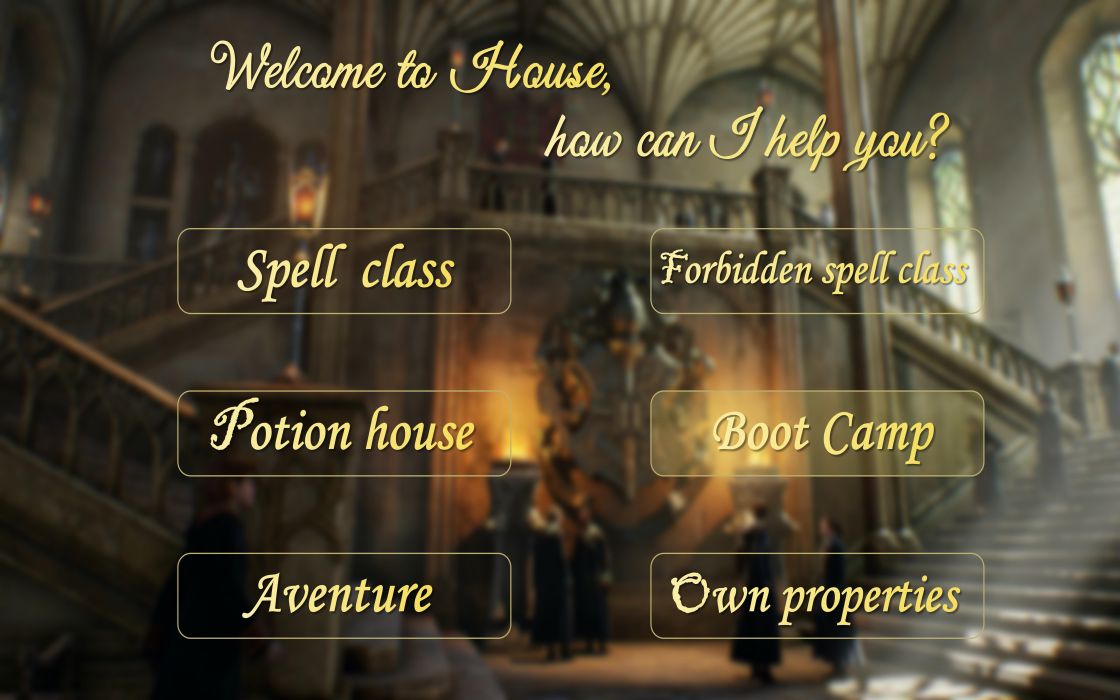 Welcome to House,
how can I help you?
Spell class
Forbidden spell class
Potion house
Boot Camp
Aventure
Own properties